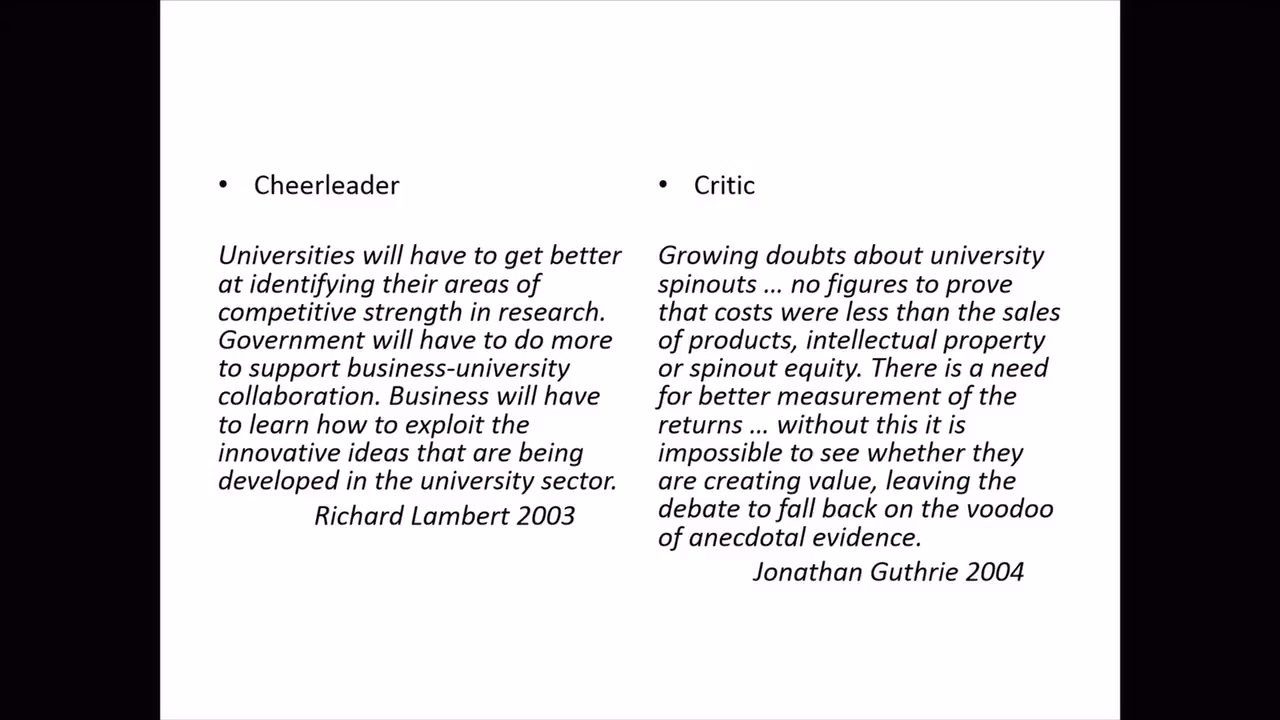 • Cheerleader
Universities will have to get better
at identifying their areas of
competitive strength in research.
Government will have to do more
to support business-university
collaboration. Business will have
to learn how to exploit the
innovative ideas that are being
developed in the university sector.
Richard Lambert 2003
• Critic
Growing doubts about university
spinouts ... no figures to prove
that costs were less than the sales
of products, intellectual property
or spinout equity. There is a need
for better measurement of the
returns ... without this it is
impossible to see whether they
are creating value, leaving the
debate to fall back on the voodoo
of anecdotal evidence.
Jonathan Guthrie 2004